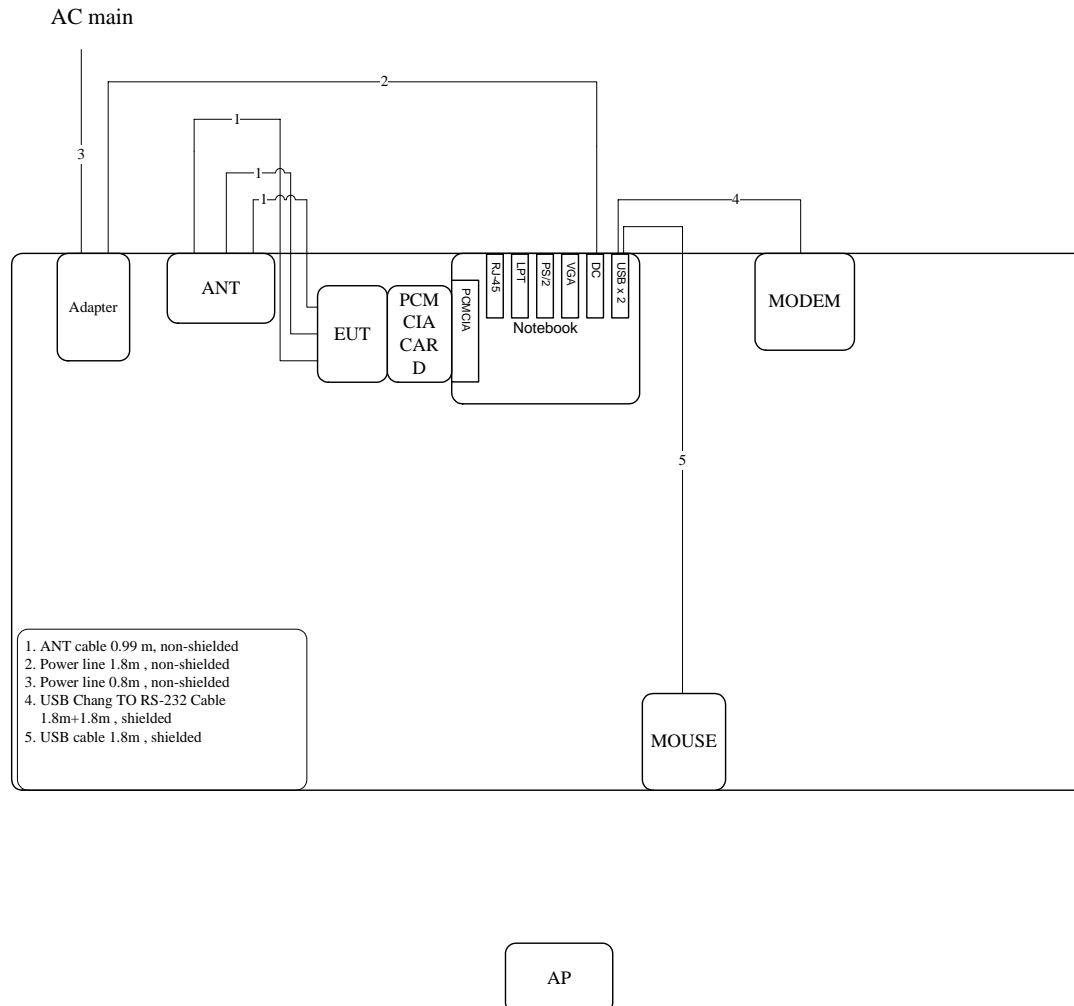 AC main
2
1
3
1
1
4
Adapter
ANT
EUT
PCM
CIA
CAR
D
PCMCIA
RJ-45
LPT
PS/2
VGA
DC
USB x 2
Notebook
MODEM
5
1. ANT cable 0.99 m, non-shielded
2. Power line 1.8m , non-shielded
3. Power line 0.8m , non-shielded
4. USB Chang TO RS-232 Cable
1.8m+1.8m , shielded
5. USB cable 1.8m , shielded
MOUSE
AP